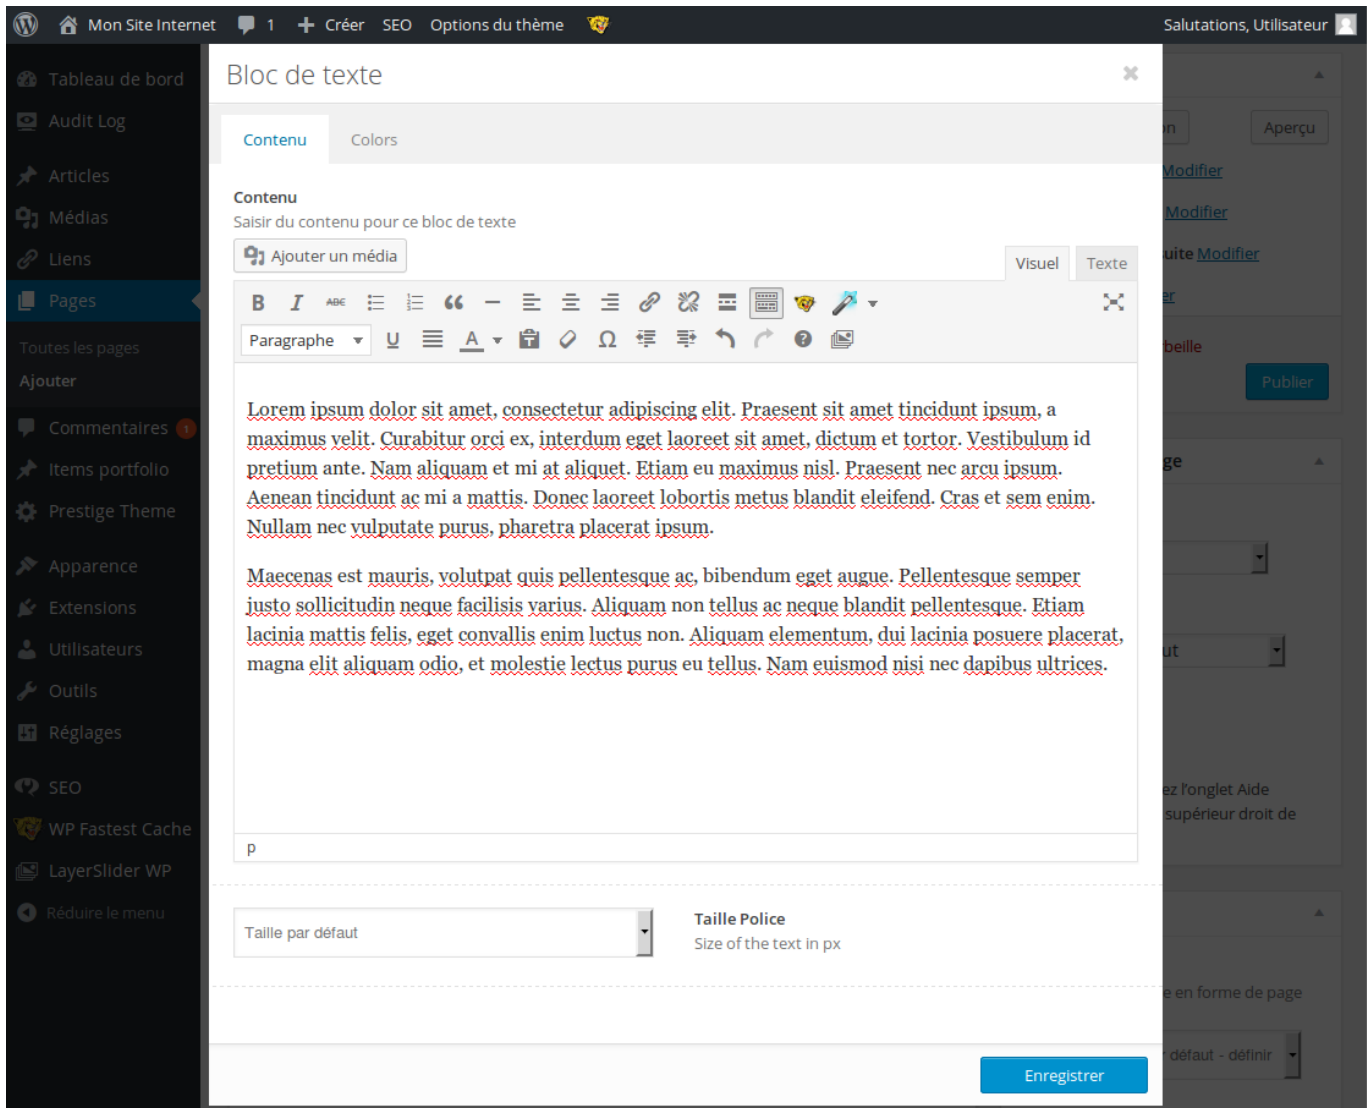 Mon Site Internet 1 Créer SEO Options du thème Salutations, Utilisateur
Tableau de bord
Audit Log
Articles
Médias
Liens
Pages
Toutes les pages
Ajouter
Commentaires 1
Items portfolio
Prestige Theme
Apparence
Extensions
Utilisateurs
Outils
Réglages
SEO
WP Fastest Cache
LayerSlider WP
Réduire le menu
Bloc de texte
Contenu Colors
Contenu
Saisir du contenu pour ce bloc de texte
Ajouter un média
Visuel Texte
B I ABC
Paragraphe U A
Lorem ipsum dolor sit amet, consectetur adipiscing elit. Praesent sit amet tincidunt ipsum, a
maximus velit. Curabitur orci ex, interdum eget laoreet sit amet, dictum et tortor. Vestibulum id
pretium ante. Nam aliquam et mi at aliquet. Etiam eu maximus nisl. Praesent nec arcu ipsum.
Aenean tincidunt ac mi a mattis. Donec laoreet lobortis metus blandit eleifend. Cras et sem enim.
Nullam nec vulputate purus, pharetra placerat ipsum.
Maecenas est mauris, volutpat quis pellentesque ac, bibendum eget augue. Pellentesque semper
justo sollicitudin neque facilisis varius. Aliquam non tellus ac neque blandit pellentesque. Etiam
lacinia mattis felis, eget convallis enim luctus non. Aliquam elementum, dui lacinia posuere placerat,
magna elit aliquam odio, et molestie lectus purus eu tellus. Nam euismod nisi nec dapibus ultrices.
p
Taille par défaut
Taille Police
Size of the text in px
Enregistrer
on Aperçu
Modifier
Modifier
uite Modifier
er
beille
Publier
ge
ut
ez l'onglet Aide
supérieur droit de
e en forme de page
défaut - définir